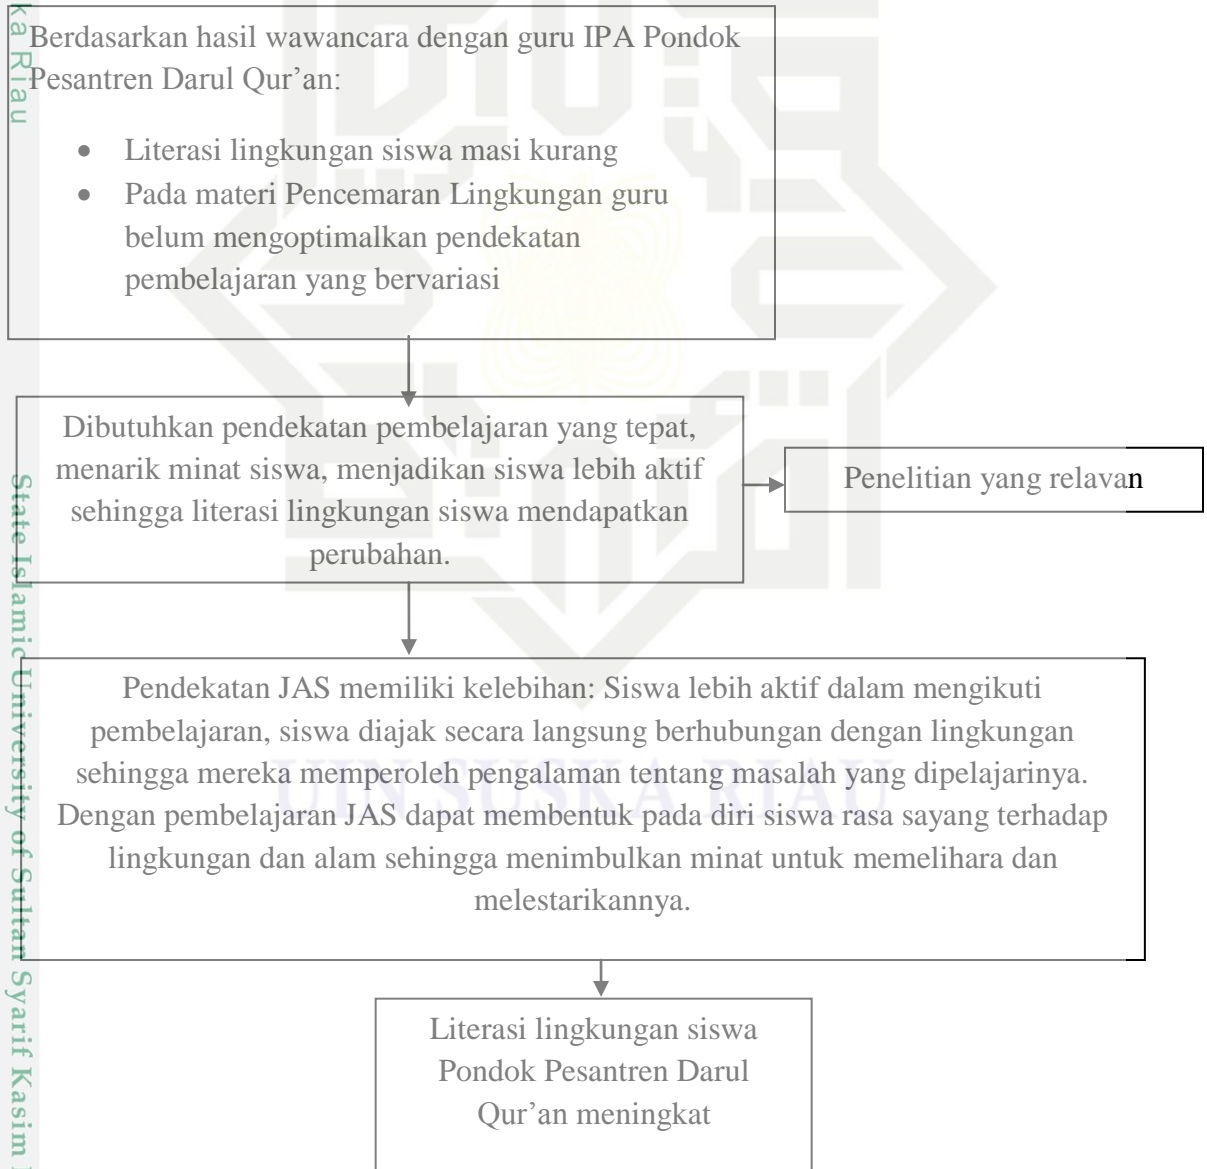 Berdasarkan hasil wawancara dengan guru IPA Pondok
Pesantren Darul Qur’an:
• Literasi lingkungan siswa masi kurang
• Pada materi Pencemaran Lingkungan guru
belum mengoptimalkan pendekatan
pembelajaran yang bervariasi
Dibutuhkan pendekatan pembelajaran yang tepat,
menarik minat siswa, menjadikan siswa lebih aktif
sehingga literasi lingkungan siswa mendapatkan
perubahan.
Penelitian yang relavan
Pendekatan JAS memiliki kelebihan: Siswa lebih aktif dalam mengikuti
pembelajaran, siswa diajak secara langsung berhubungan dengan lingkungan
sehingga mereka memperoleh pengalaman tentang masalah yang dipelajarinya.
Dengan pembelajaran JAS dapat membentuk pada diri siswa rasa sayang terhadap
lingkungan dan alam sehingga menimbulkan minat untuk memelihara dan
melestarikannya.
Literasi lingkungan siswa
Pondok Pesantren Darul
Qur’an meningkat
UIN SUSKA RIAU
ka Riau
State Islamic University of Sultan Syarif Kasim